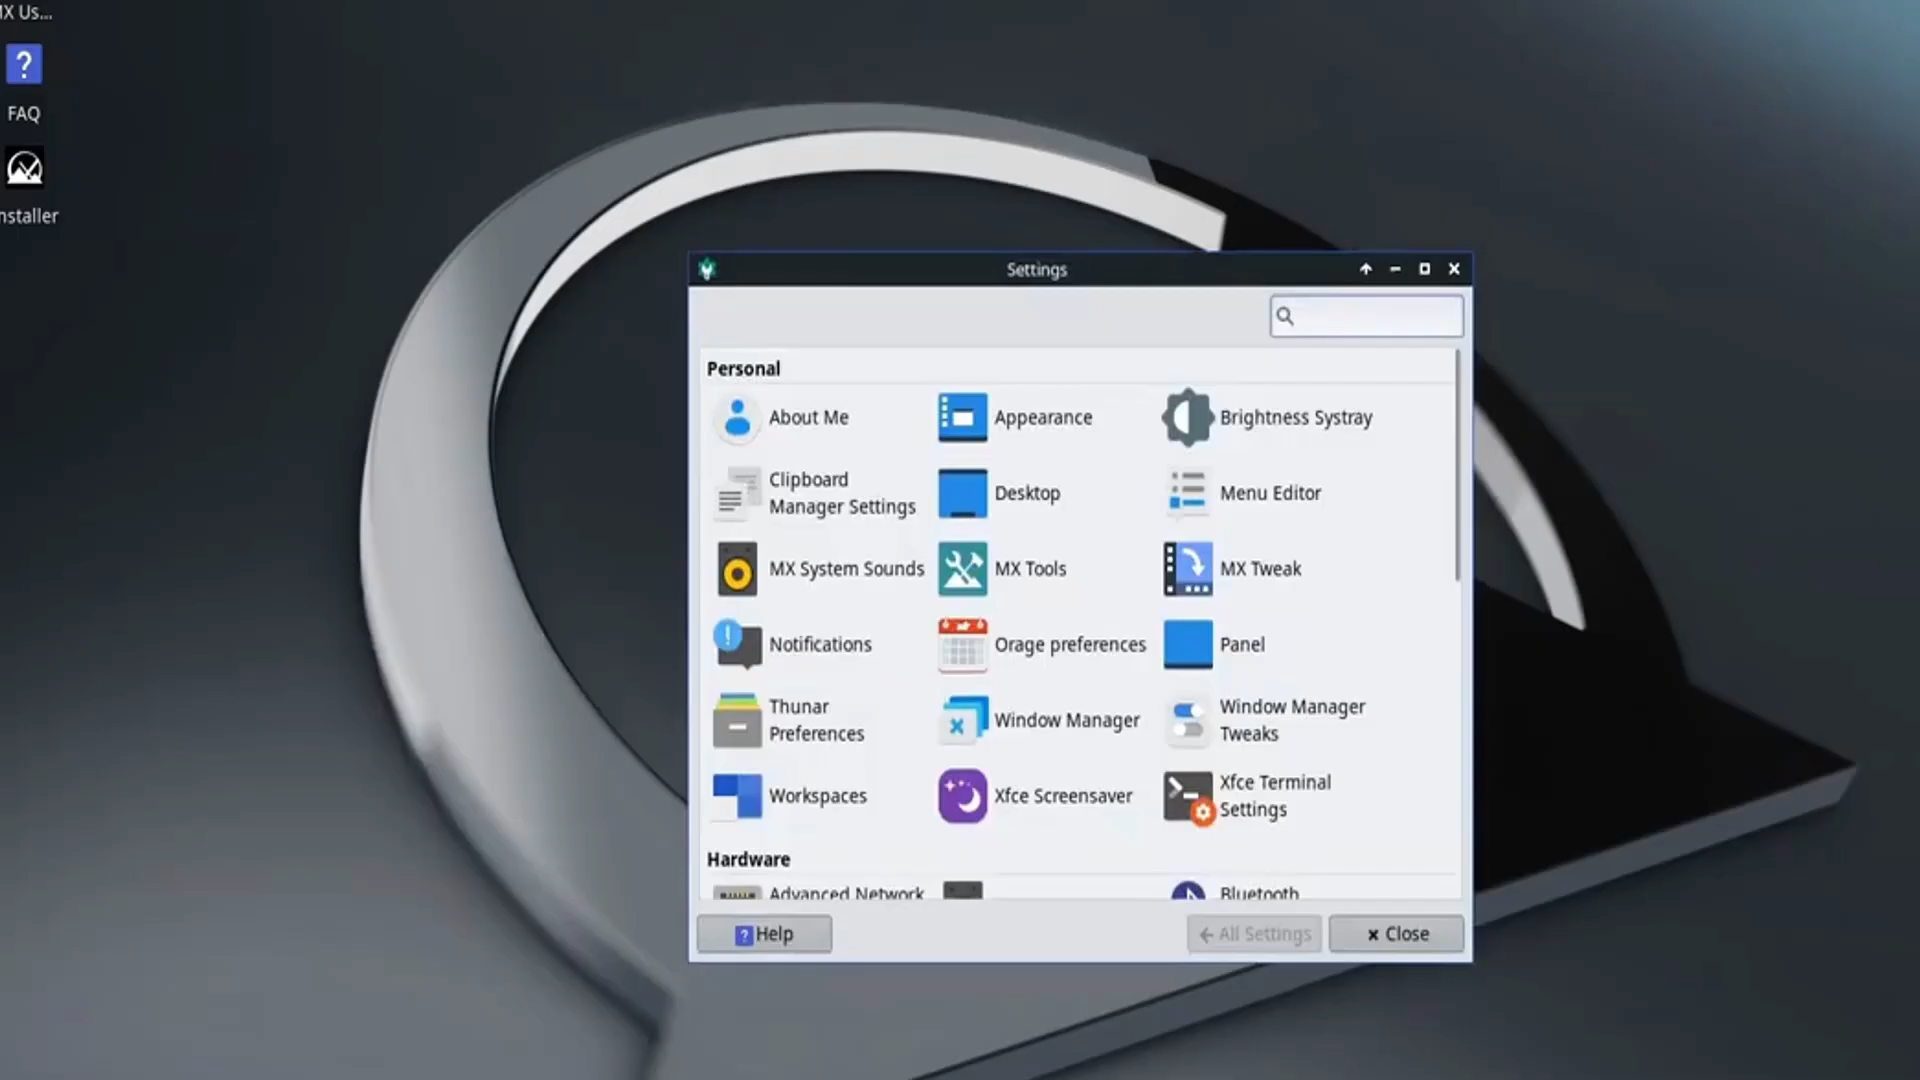 MX Us...
FAQ
nstaller
Settings
Personal
About Me
Appearance
Brightness Systray
Clipboard
Manager Settings
Desktop
Menu Editor
MX System Sounds
MX Tools
MX Tweak
Notifications
Orage preferences
Panel
Thunar
Preferences
Window Manager
Window Manager
Tweaks
Workspaces
Xfce Screensaver
Xfce Terminal
Settings
Hardware
Advanced Network
Bluetooth
Help
All Settings
Close